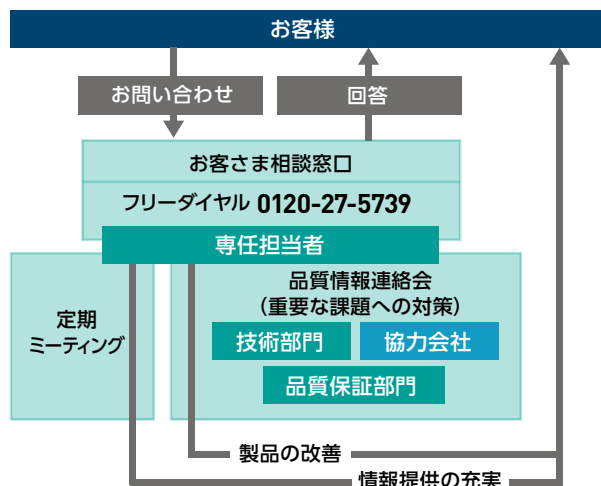 お客様
お問い合わせ
回答
お客さま相談窓口
フリーダイヤル 0120-27-5739
専任担当者
定期
ミーティング
品質情報連絡会
(重要な課題への対策)
技術部門
協力会社
品質保証部門
製品の改善
情報提供の充実